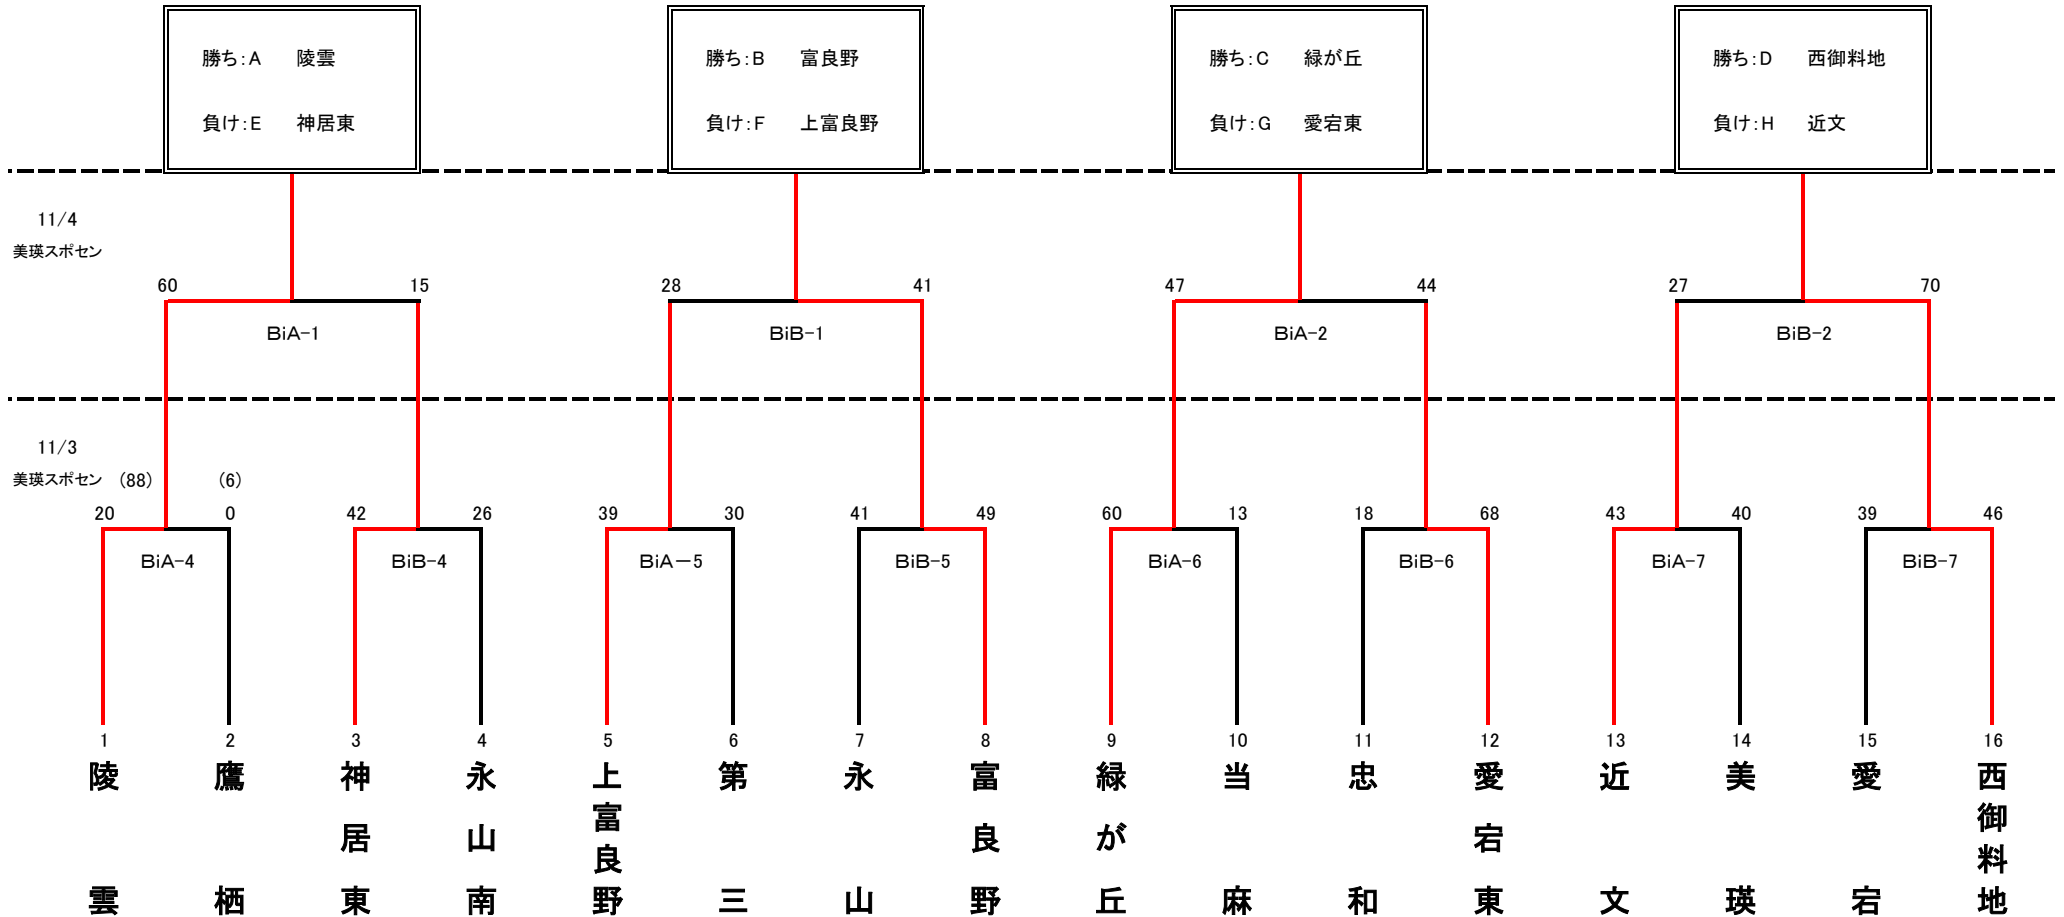 勝ち:A 陵雲
負け:E 神居東
勝ち:B 富良野
負け:F 上富良野
勝ち:C 緑が丘
負け:G 愛宕東
勝ち:D 西御料地
負け:H 近文
11/4
美瑛スポセン
60 15 28 41 47 44 27 70
BiA-1 BiB-1 BiA-2 BiB-2
11/3
美瑛スポセン (88) (6)
20 0 42 26 39 30 41 49 60 13 18 68 43 40 39 46
BiA-4 BiB-4 BiA－5 BiB-5 BiA-6 BiB-6 BiA-7 BiB-7
1 2 3 4 5 6 7 8 9 10 11 12 13 14 15 16
陵雲
鷹栖
神居東
永山南
上富良野
第三
永山
富良野
緑が丘
当麻
忠和
愛宕東
近文
美瑛
愛宕
西御料地